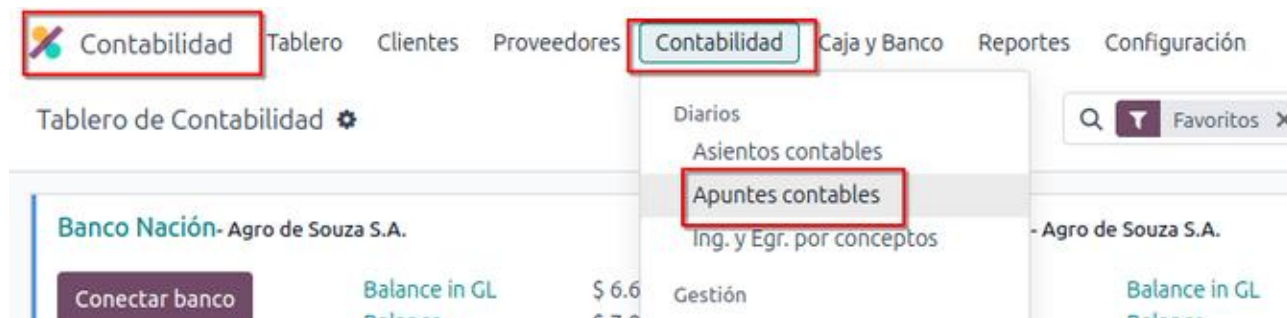 Contabilidad Tablero Clientes Proveedores Contabilidad Caja y Banco Reportes Configuración
Tablero de Contabilidad
Favoritos
Diarios
Asientos contables
Apuntes contables
Ing. y Egr. por conceptos
Gestión
Banco Nación- Agro de Souza S.A.
Conectar banco
Balance in GL $ 6.6
- Agro de Souza S.A.
Balance in GL